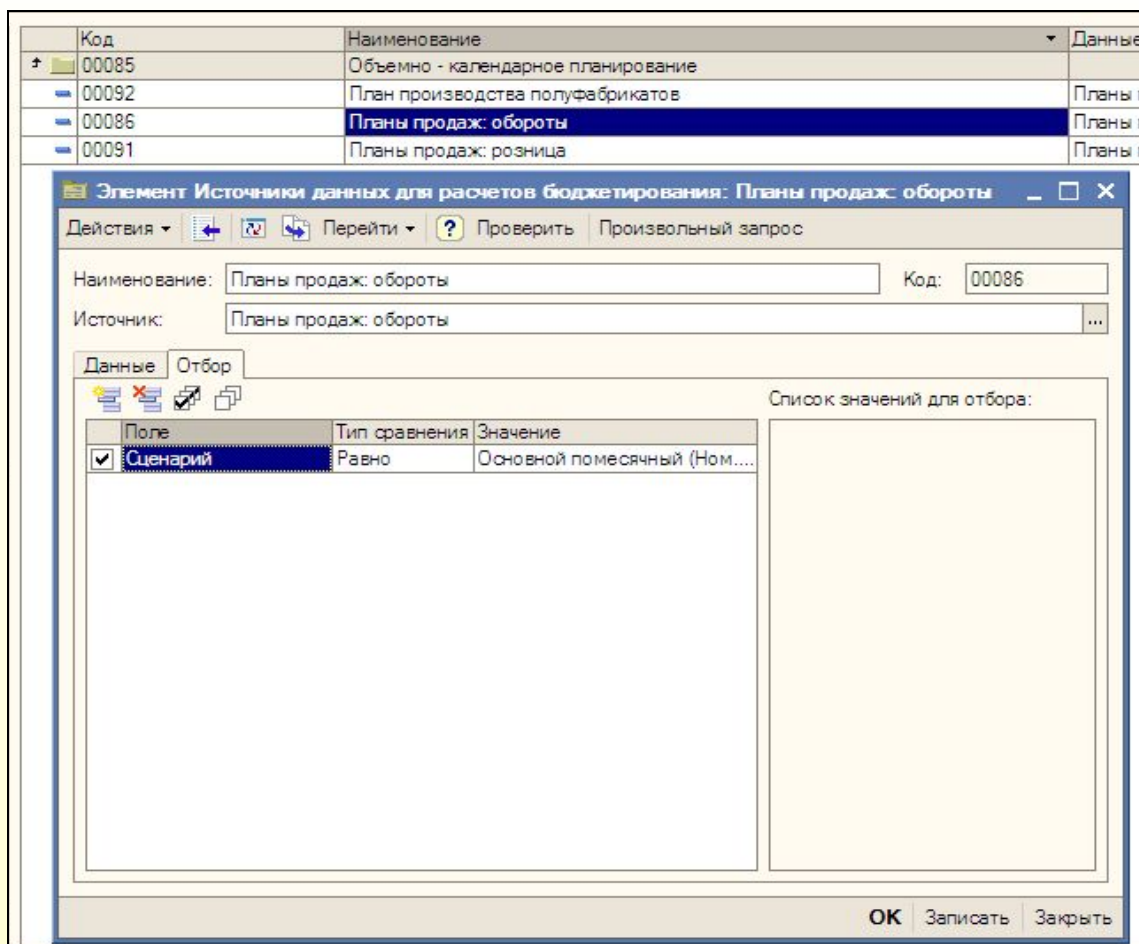 Код Наименование Данные
00085 Объемно - календарное планирование
00092 План производства полуфабрикатов Планы
00086 Планы продаж: обороты Планы
00091 Планы продаж: розница Планы
Элемент Источники данных для расчетов бюджетирования: Планы продаж: обороты
Действия Перейти ? Проверить Произвольный запрос
Наименование: Планы продаж: обороты Код: 00086
Источник: Планы продаж: обороты ...
Данные Отбор
Список значений для отбора:
Поле Тип сравнения Значение
Сценарий Равно Основной помесячный (Ном....
OK Записать Закрыть